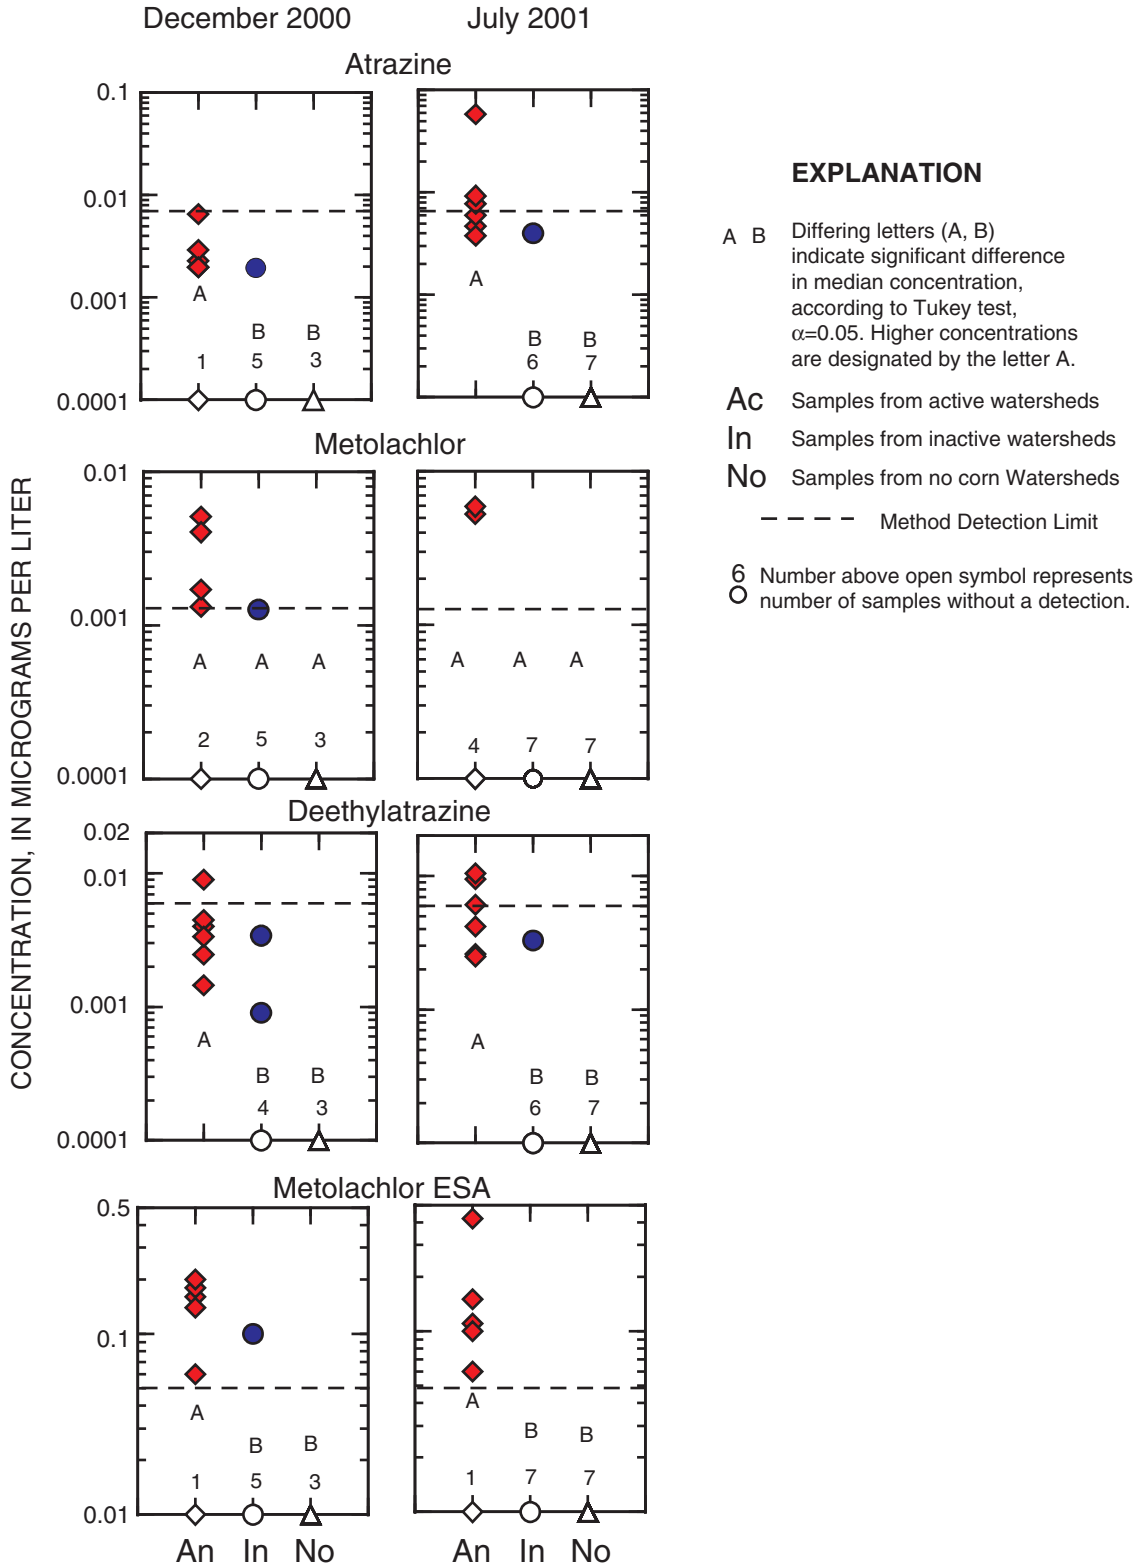 December 2000
July 2001
Atrazine
0.1
0.01
0.001
0.0001
A
B
B
1
5
3
A
B
B
6
7
EXPLANATION
A B Differing letters (A, B)
indicate significant difference
in median concentration,
according to Tukey test,
α=0.05. Higher concentrations
are designated by the letter A.
Ac Samples from active watersheds
In Samples from inactive watersheds
No Samples from no corn Watersheds
Method Detection Limit
6 Number above open symbol represents
number of samples without a detection.
CONCENTRATION, IN MICROGRAMS PER LITER
Metolachlor
0.01
0.001
0.0001
A A A
2 5 3
A A A
4 7 7
Deethylatrazine
0.02
0.01
0.001
0.0001
A
B B
4 3
A
B B
6 7
Metolachlor ESA
0.5
0.1
0.01
A
B B
1 5 3
A
B B
1 7 7
An In No
An In No